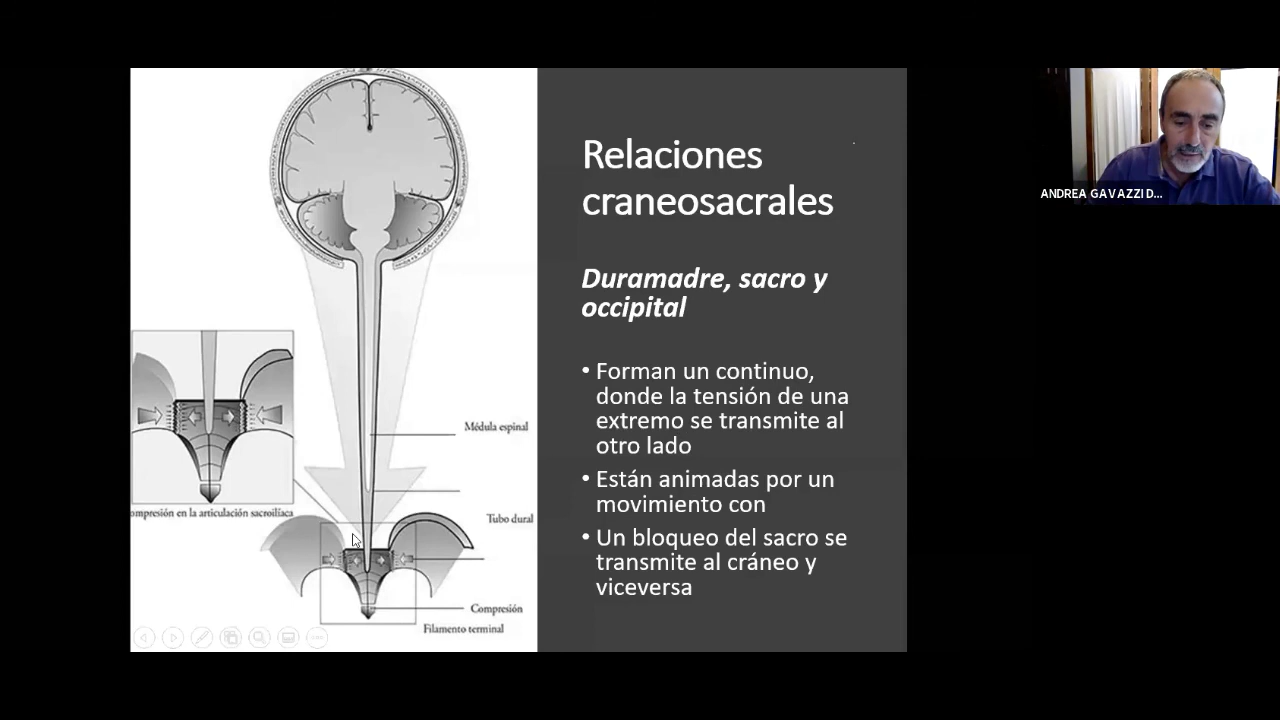 Relaciones
craneosacrales
Duramadre, sacro y
occipital
• Forman un continuo,
donde la tensión de una
extremo se transmite al
otro lado
• Están animadas por un
movimiento con
• Un bloqueo del sacro se
transmite al cráneo y
viceversa
Médula espinal
Tubo dural
Compresión
Filamento terminal
ompresión en la articulación sacroilíaca
ANDREA GAVAZZI D...